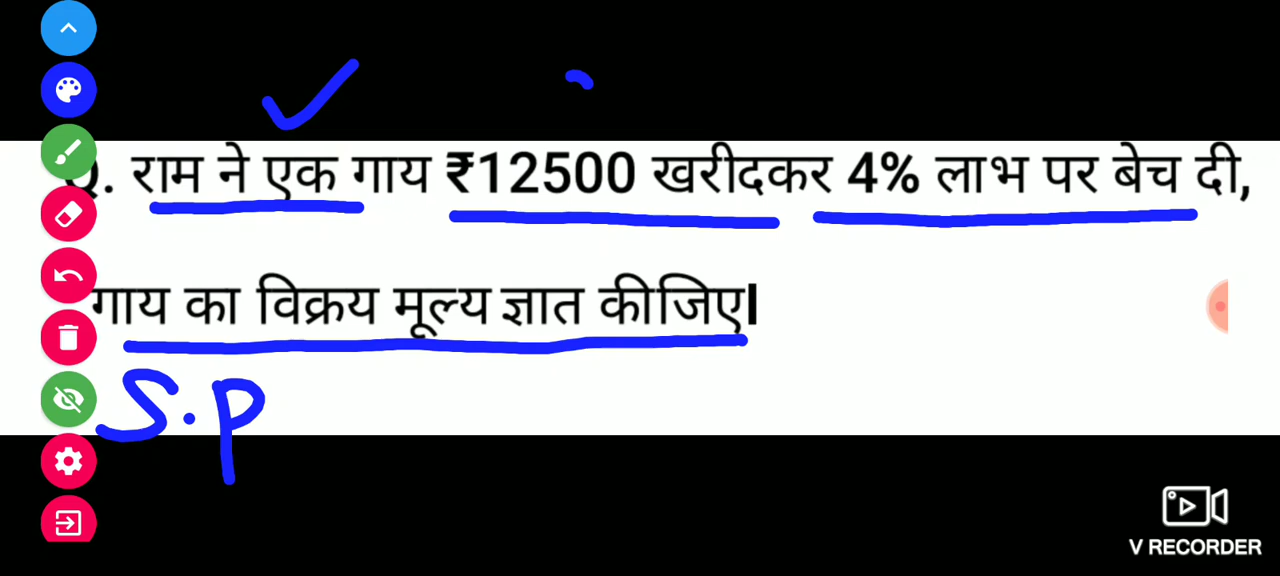 Q. राम ने एक गाय ₹12500 खरीदकर 4% लाभ पर बेच दी,
गाय का विक्रय मूल्य ज्ञात कीजिए।
S.P
V RECORDER